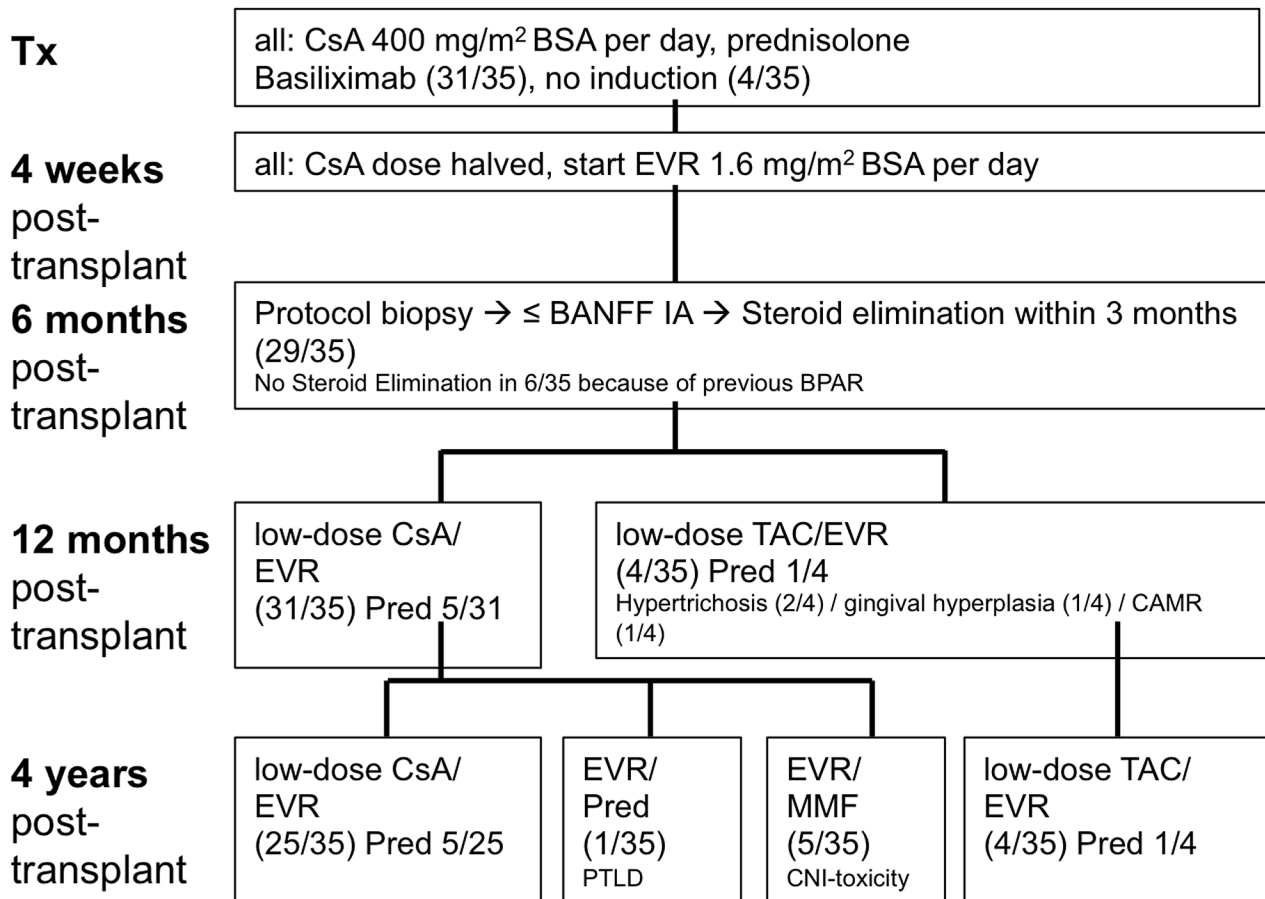 Tx
all: CsA 400 mg/m² BSA per day, prednisolone
Basiliximab (31/35), no induction (4/35)
4 weeks
post-
transplant
all: CsA dose halved, start EVR 1.6 mg/m² BSA per day
6 months
post-
transplant
Protocol biopsy → ≤ BANFF IA → Steroid elimination within 3 months
(29/35)
No Steroid Elimination in 6/35 because of previous BPAR
12 months
post-
transplant
low-dose CsA/
EVR
(31/35) Pred 5/31
low-dose TAC/EVR
(4/35) Pred 1/4
Hypertrichosis (2/4) / gingival hyperplasia (1/4) / CAMR
(1/4)
4 years
post-
transplant
low-dose CsA/
EVR
(25/35) Pred 5/25
EVR/
Pred
(1/35)
PTLD
EVR/
MMF
(5/35)
CNI-toxicity
low-dose TAC/
EVR
(4/35) Pred 1/4